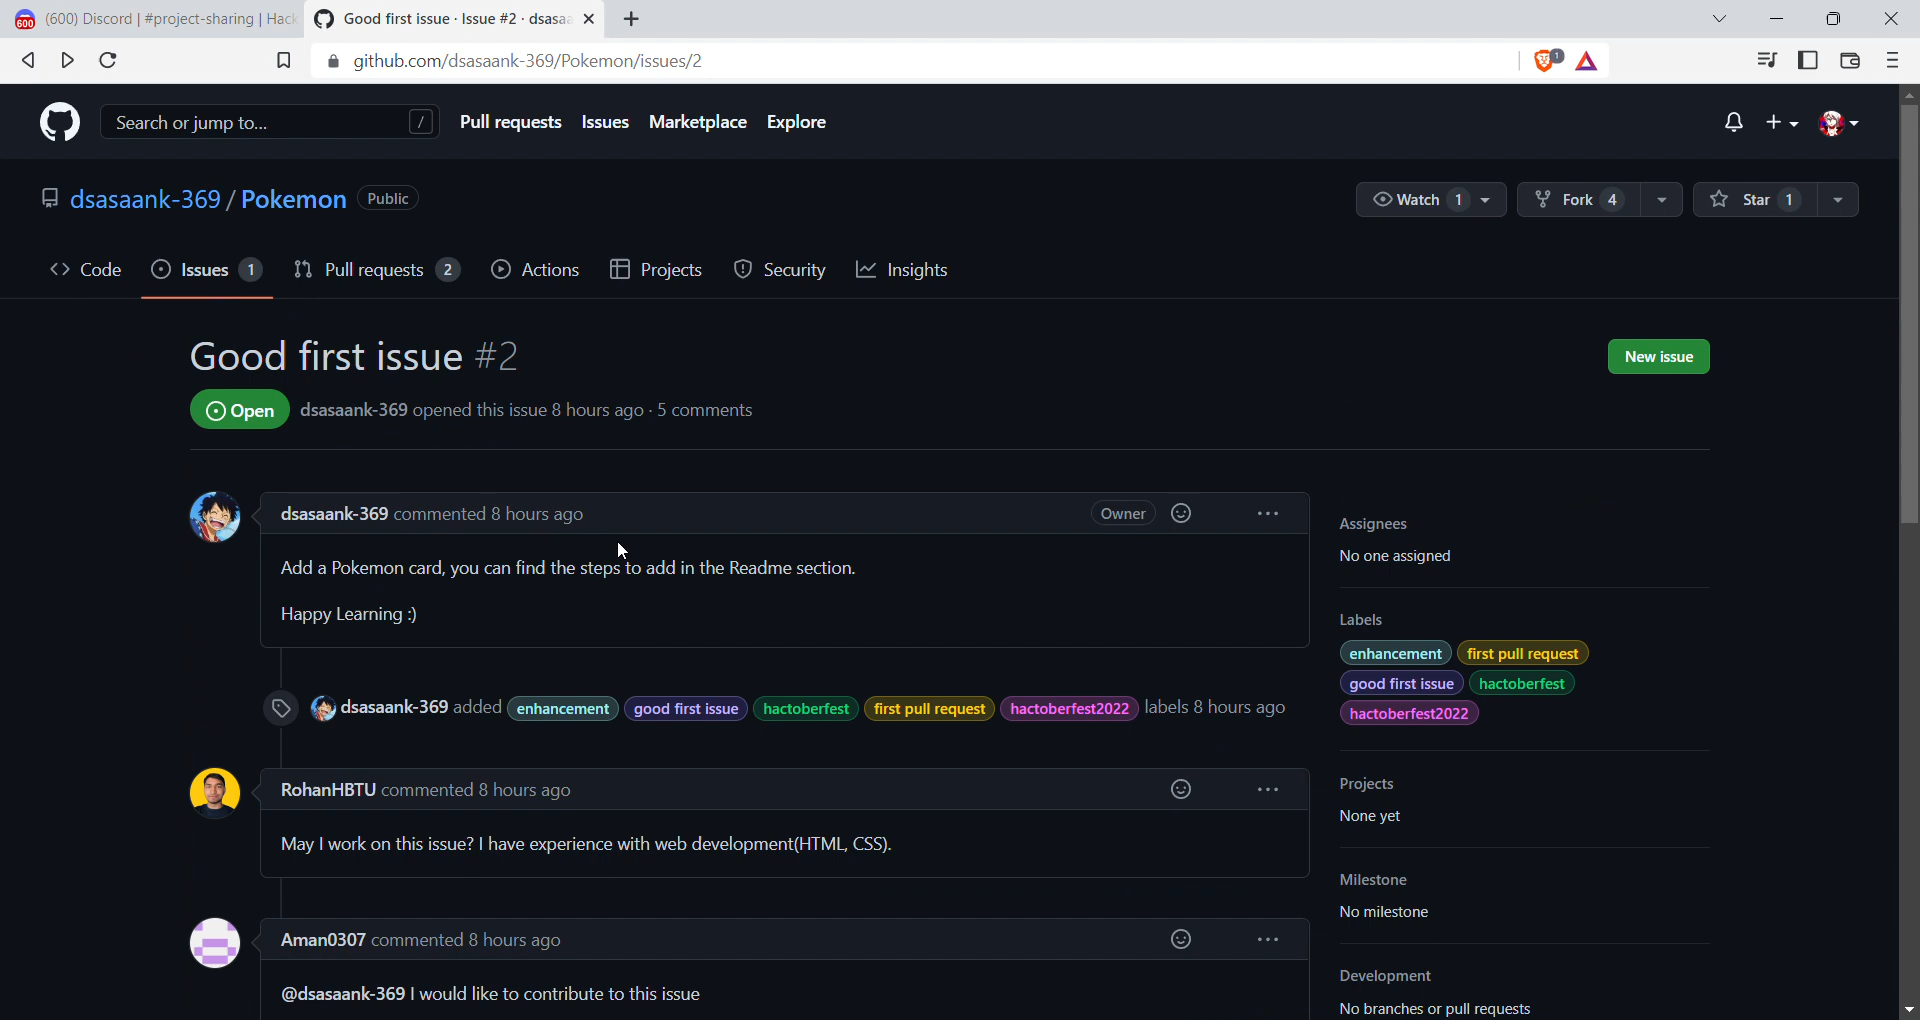 (600) Discord | #project-sharing | Hack
Good first issue · Issue #2 · dsasaa
github.com/dsasaank-369/Pokemon/issues/2
1
Search or jump to...
/
Pull requests
Issues
Marketplace
Explore
dsasaank-369 / Pokemon
Public
Watch 1
Fork 4
Star 1
Code
Issues 1
Pull requests 2
Actions
Projects
Security
Insights
Good first issue #2
New issue
Open
dsasaank-369 opened this issue 8 hours ago · 5 comments
dsasaank-369 commented 8 hours ago
Owner
Add a Pokemon card, you can find the steps to add in the Readme section.
Happy Learning :)
dsasaank-369 added enhancement good first issue hactoberfest first pull request hactoberfest2022 labels 8 hours ago
RohanHBTU commented 8 hours ago
May I work on this issue? I have experience with web development(HTML, CSS).
Aman0307 commented 8 hours ago
@dsasaank-369 I would like to contribute to this issue
Assignees
No one assigned
Labels
enhancement first pull request
good first issue hactoberfest
hactoberfest2022
Projects
None yet
Milestone
No milestone
Development
No branches or pull requests